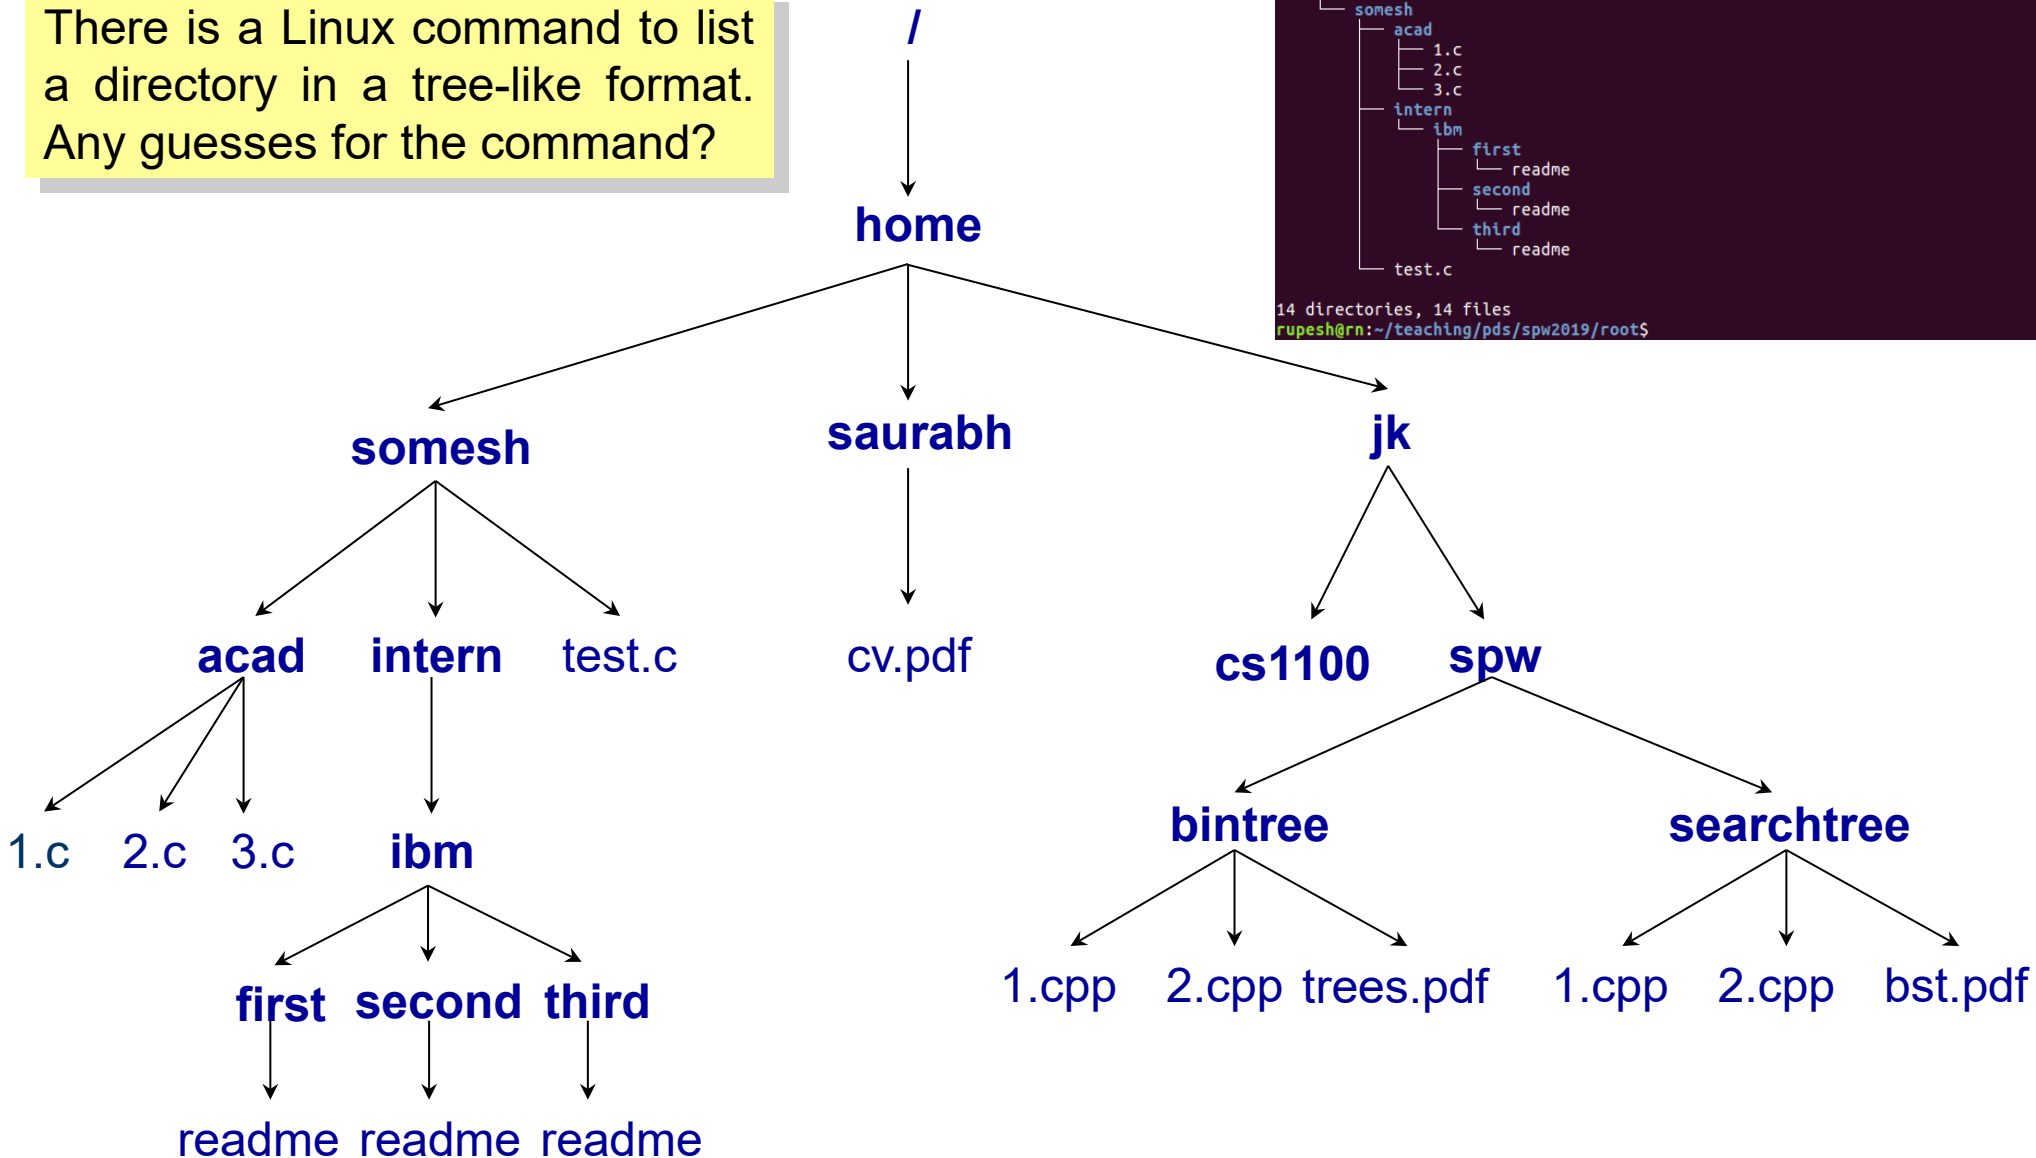 There is a Linux command to list
a directory in a tree-like format.
Any guesses for the command?
/
somesh
acad
1.c
2.c
3.c
intern
ibm
first
readme
second
readme
third
readme
test.c
14 directories, 14 files
rupesh@rn:~/teaching/pds/spw2019/root$
home
somesh saurabh jk
acad intern test.c cv.pdf cs1100 spw
1.c 2.c 3.c ibm bintree searchtree
first second third 1.cpp 2.cpp trees.pdf 1.cpp 2.cpp bst.pdf
readme readme readme